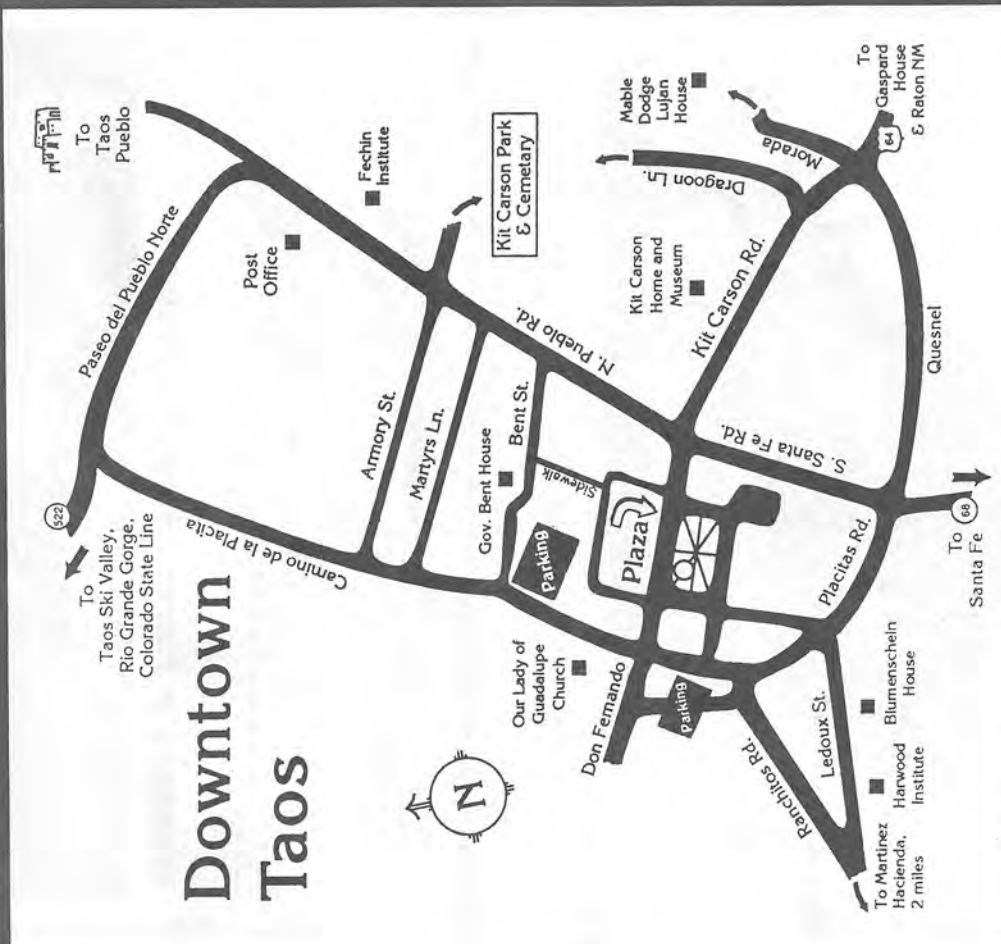 Downtown
Taos
To
Taos
Pueblo
Paseo del Pueblo Norte
522
To
Taos Ski Valley,
Rio Grande Gorge,
Colorado State Line
Post
Office
Fechin
Institute
Kit Carson Park
& Cemetary
Camino de la Placita
Armory St.
Martyrs Ln.
N. Pueblo Rd.
Gov. Bent House
Bent St.
Sidewalk
Parking
Plaza
Mable
Dodge
Lujan
House
Morada
Dragoon Ln.
To
Gaspard
House
& Raton NM
64
Kit Carson
Home and
Museum
Kit Carson Rd.
Quesnel
S. Santa Fe Rd.
Our Lady of
Guadalupe
Church
Don Fernando
Parking
Placitas Rd.
68
To
Santa Fe
Ranchitos Rd.
Ledoux St.
Blumenschein
House
Harwood
Institute
To Martinez
Hacienda,
2 miles
N